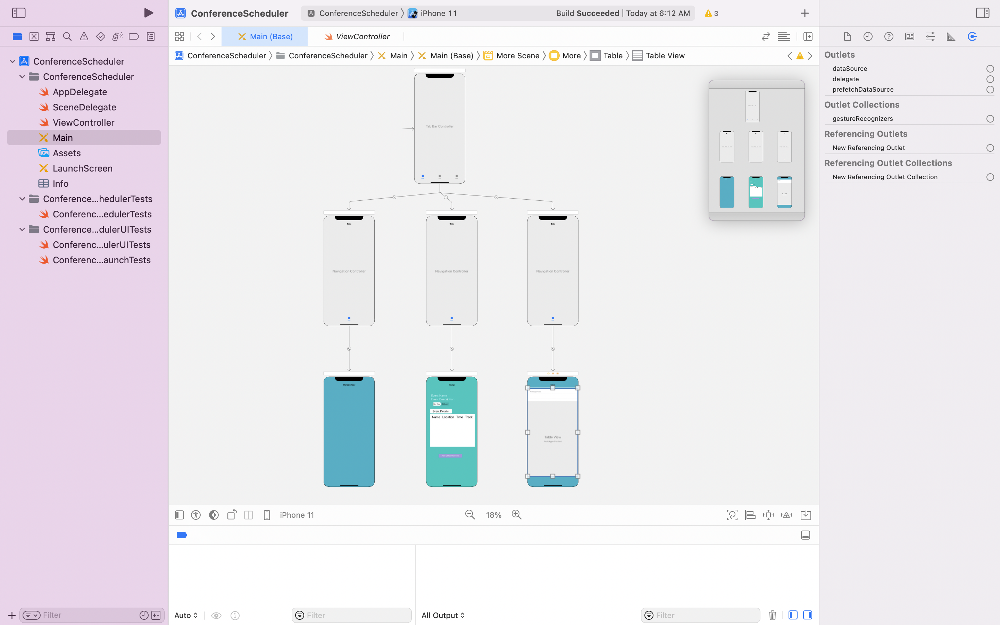 ConferenceScheduler
ConferenceScheduler
iPhone 11
Build Succeeded | Today at 6:12 AM
3
Main (Base)
ViewController
ConferenceScheduler
ConferenceScheduler
Main
Main (Base)
More Scene
More
Table
Table View
ConferenceScheduler
ConferenceScheduler
AppDelegate
SceneDelegate
ViewController
Main
Assets
LaunchScreen
Info
Conference...hedulerTests
Conferenc...edulerTests
Conference...dulerUITests
Conferenc...ulerUITests
Conferenc...aunchTests
Filter
Tab Bar Controller
Title
Title
Title
Navigation Controller
Navigation Controller
Navigation Controller
My Calender
Home
Event Name
Event Description
List View
Event Details:
Name Location Time Track
More
Prototype Cells
Table View
Prototype Content
iPhone 11
18%
Auto
Filter
All Output
Filter
Outlets
dataSource
delegate
prefetchDataSource
Outlet Collections
gestureRecognizers
Referencing Outlets
New Referencing Outlet
Referencing Outlet Collections
New Referencing Outlet Collection